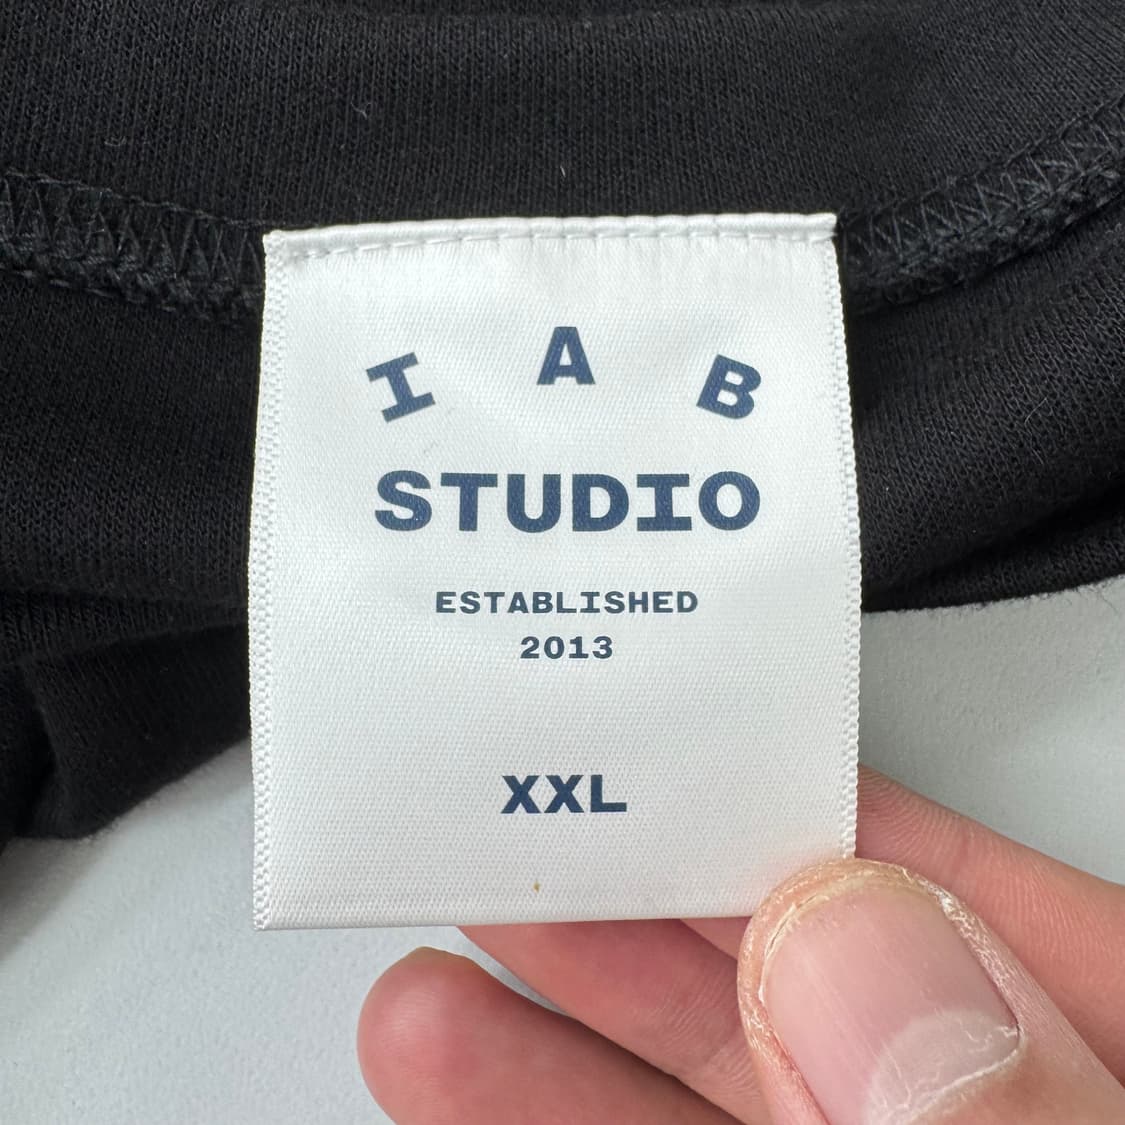 I A B
STUDIO
ESTABLISHED
2013
XXL